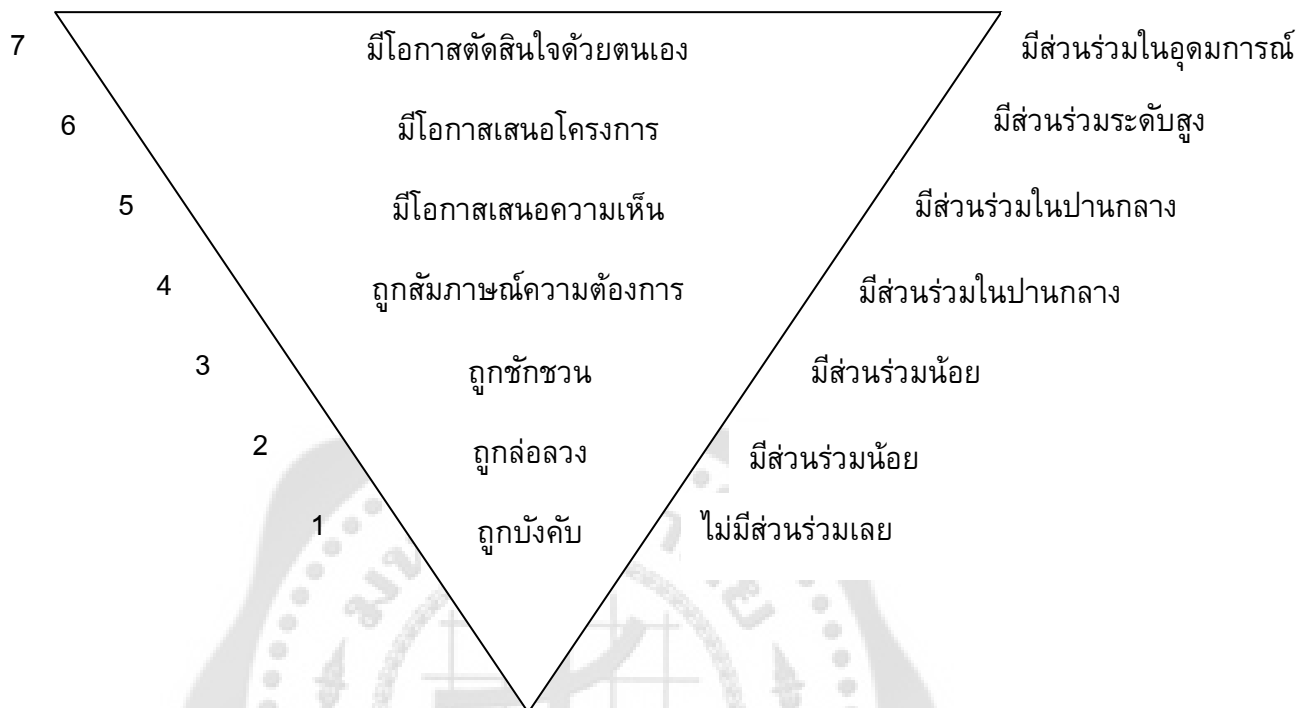 7 มีโอกาสตัดสินใจด้วยตนเอง มีส่วนร่วมในอุดมการณ์
6 มีโอกาสเสนอโครงการ มีส่วนร่วมระดับสูง
5 มีโอกาสเสนอความเห็น มีส่วนร่วมในปานกลาง
4 ถูกสัมภาษณ์ความต้องการ มีส่วนร่วมในปานกลาง
3 ถูกชักชวน มีส่วนร่วมน้อย
2 ถูกล่อลวง มีส่วนร่วมน้อย
1 ถูกบังคับ ไม่มีส่วนร่วมเลย